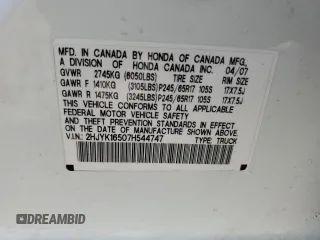 MFD. IN CANADA BY HONDA OF CANADA MFG.,
A DIVISION OF HONDA CANADA INC. 04/07
GVWR 2745KG (6050LBS) TIRE SIZE RIM SIZE
GAWR F 1410KG (3105LBS) P245/65R17 105S 17X7.5J
GAWR R 1475KG (3245LBS) P245/65R17 105S 17X7.5J
THIS VEHICLE CONFORMS TO ALL APPLICABLE
FEDERAL MOTOR VEHICLE SAFETY
AND THEFT PREVENTION STANDARDS IN EFFECT
ON THE DATE OF MANUFACTURE SHOWN ABOVE.
V.I.N.: 2HJYK16507H544747 TYPE: TRUCK
DREAMBID
DREAMBID.COM